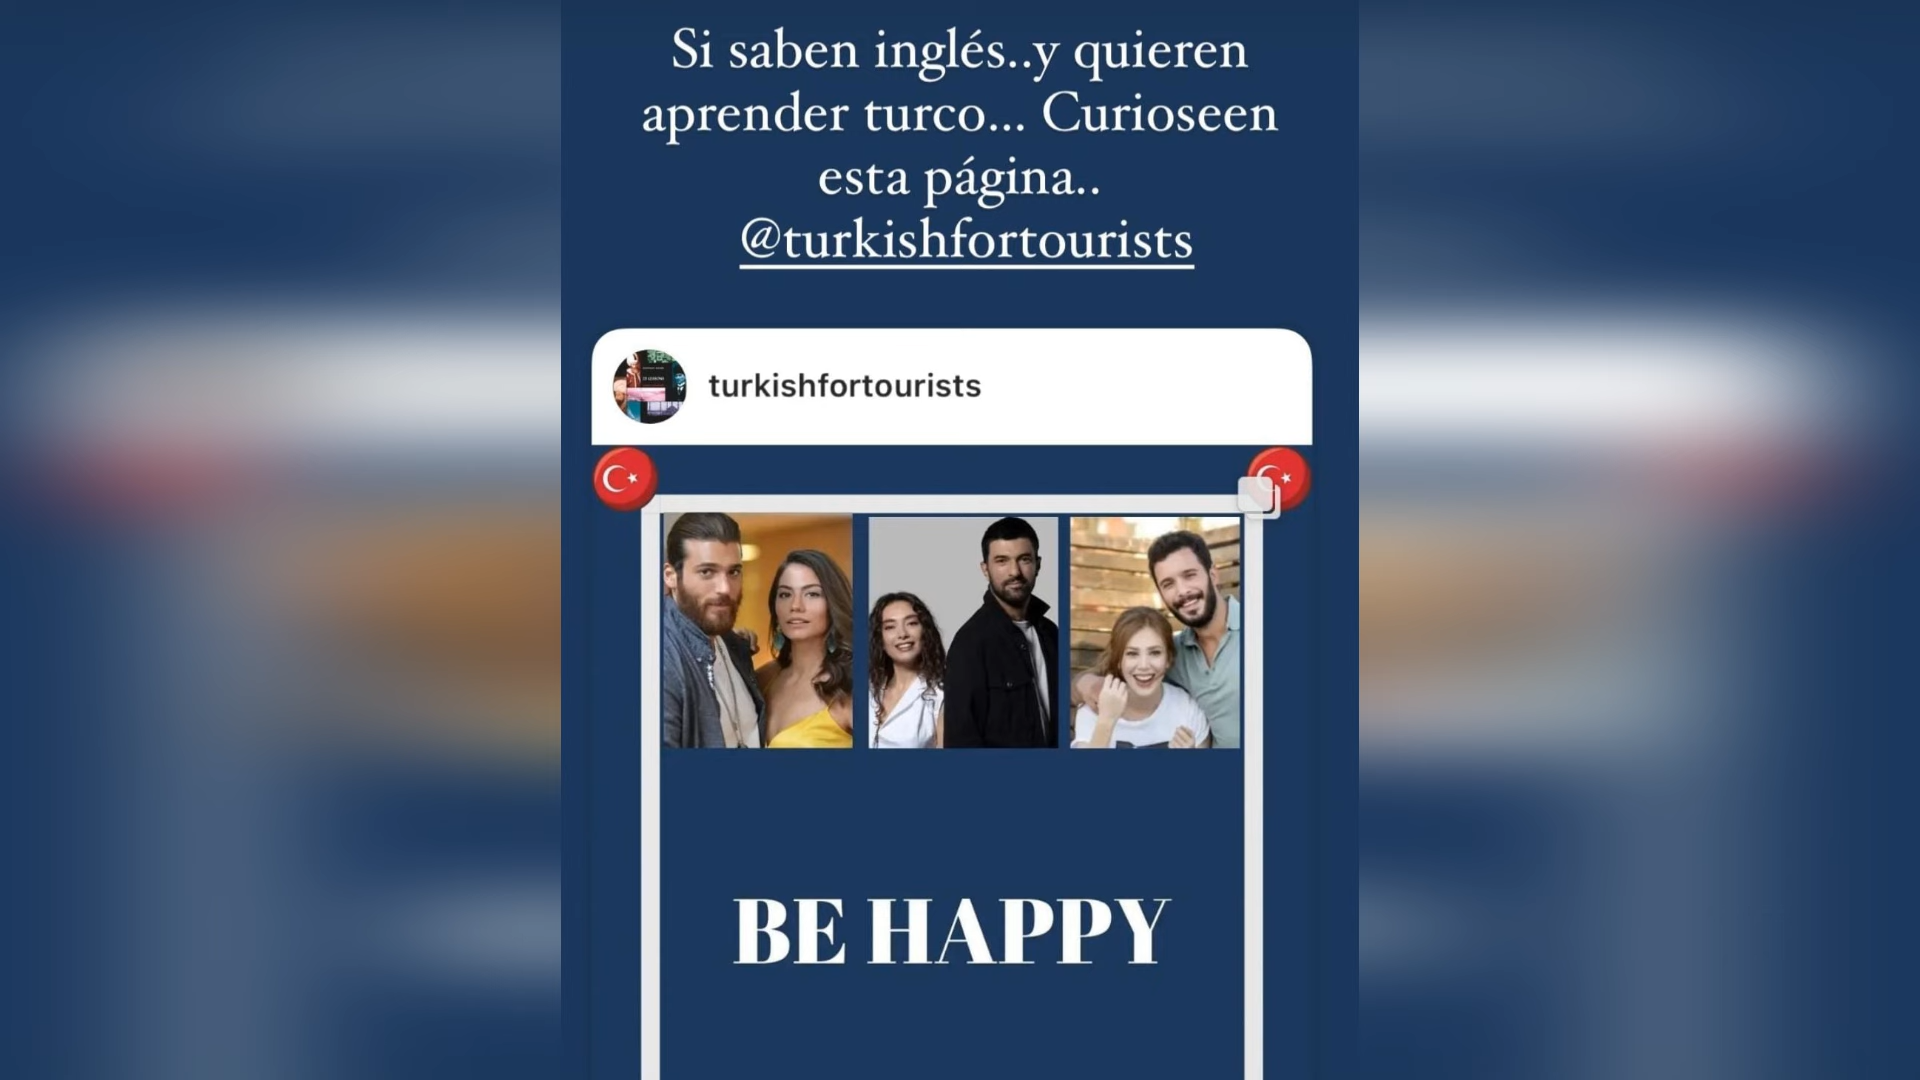 Si saben inglés..y quieren
aprender turco... Curioseen
esta página..
@turkishfortourists
turkishfortourists
BE HAPPY